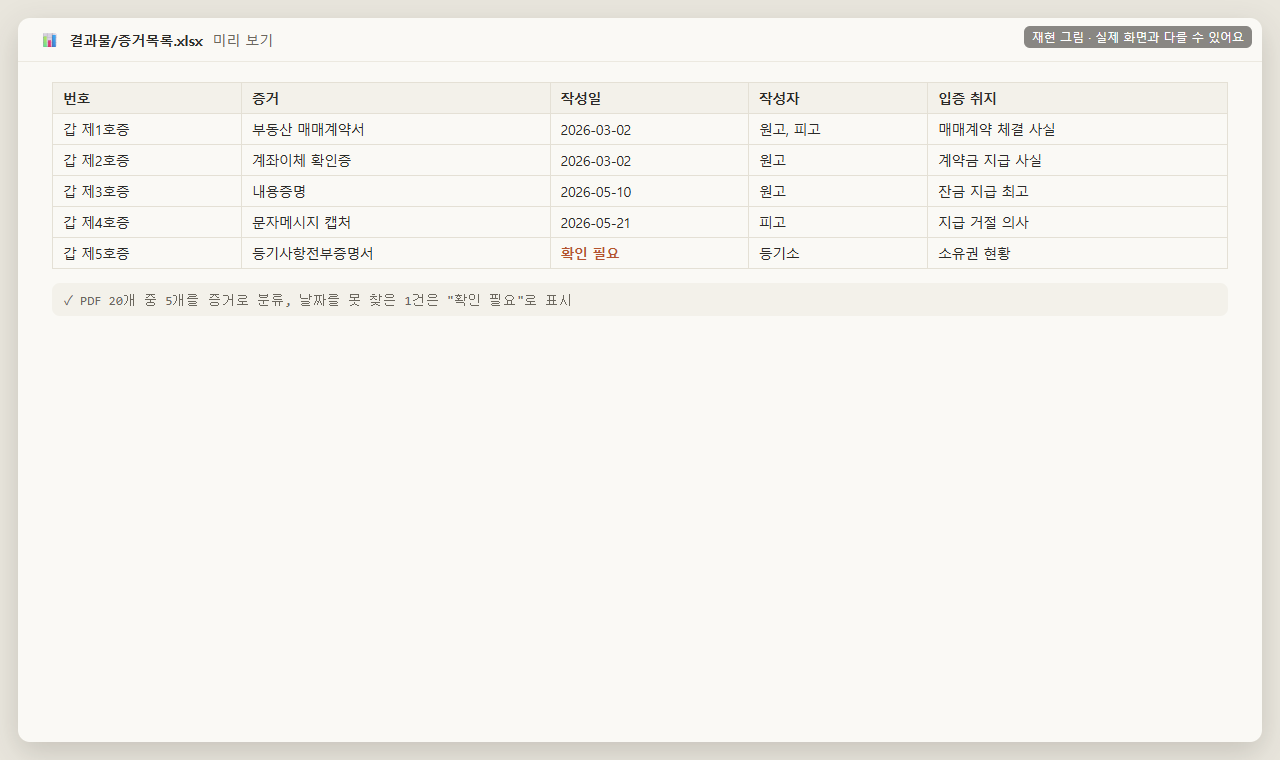 결과물/증거목록.xlsx 미리 보기
재현 그림 · 실제 화면과 다를 수 있어요
번호 증거 작성일 작성자 입증 취지
갑 제1호증 부동산 매매계약서 2026-03-02 원고, 피고 매매계약 체결 사실
갑 제2호증 계좌이체 확인증 2026-03-02 원고 계약금 지급 사실
갑 제3호증 내용증명 2026-05-10 원고 잔금 지급 최고
갑 제4호증 문자메시지 캡처 2026-05-21 피고 지급 거절 의사
갑 제5호증 등기사항전부증명서 확인 필요 등기소 소유권 현황
✓ PDF 20개 중 5개를 증거로 분류, 날짜를 못 찾은 1건은 "확인 필요"로 표시